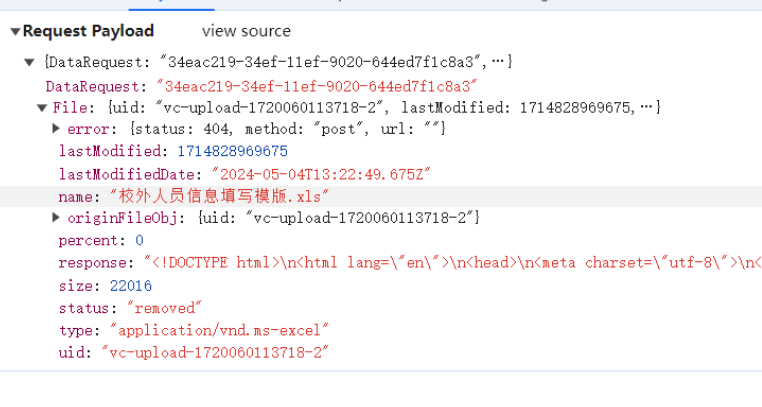 Request Payload view source
{DataRequest: "34eac219-34ef-11ef-9020-644ed7f1c8a3",…}
DataRequest: "34eac219-34ef-11ef-9020-644ed7f1c8a3"
File: {uid: "vc-upload-1720060113718-2", lastModified: 1714828969675,…}
error: {status: 404, method: "post", url: ""}
lastModified: 1714828969675
lastModifiedDate: "2024-05-04T13:22:49.675Z"
name: "校外人员信息填写模版.xls"
originFileObj: {uid: "vc-upload-1720060113718-2"}
percent: 0
response: "<!DOCTYPE html>\n<html lang=\"en\">\n<head>\n<meta charset=\"utf-8\">\n<
size: 22016
status: "removed"
type: "application/vnd.ms-excel"
uid: "vc-upload-1720060113718-2"